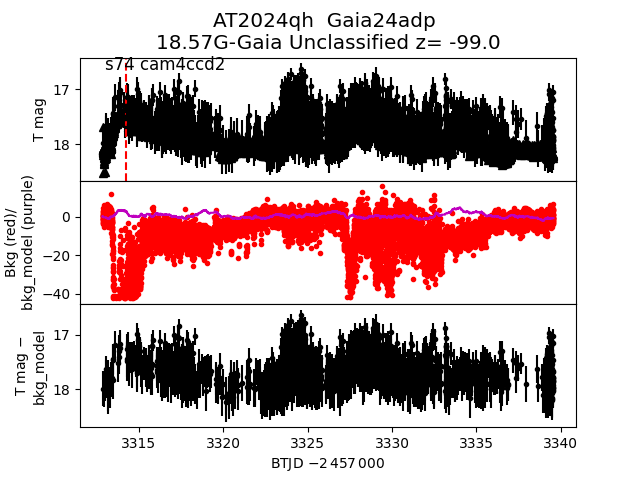 AT2024qh  Gaia24adp
18.57G-Gaia Unclassified z= -99.0
s74 cam4ccd2
T mag
17
18
Bkg (red)/
bkg_model (purple)
0
−20
−40
T mag −
bkg_model
17
18
3315
3320
3325
3330
3335
3340
BTJD −2 457 000